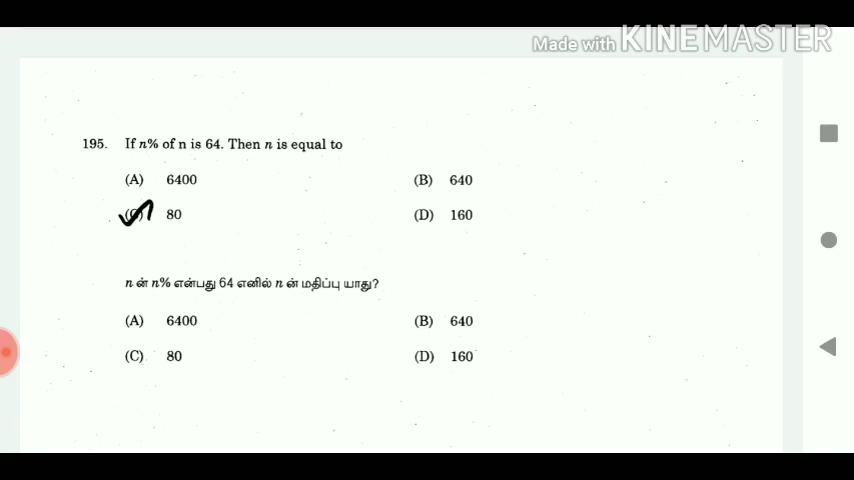 Made with KINEMASTER
195. If n% of n is 64. Then n is equal to
(A) 6400 (B) 640
(C) 80 (D) 160
n ன் n% என்பது 64 எனில் n ன் மதிப்பு யாது?
(A) 6400 (B) 640
(C) 80 (D) 160